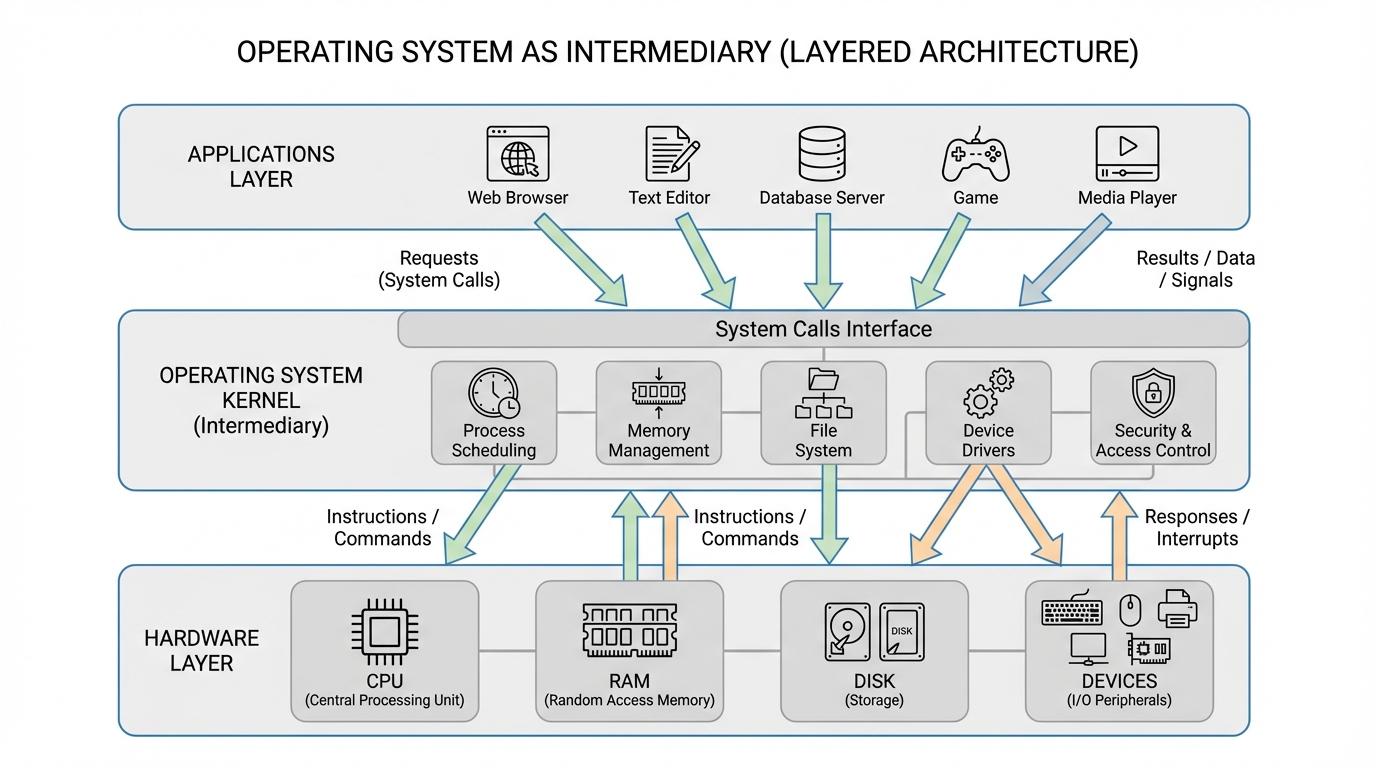 OPERATING SYSTEM AS INTERMEDIARY (LAYERED ARCHITECTURE)
APPLICATIONS
LAYER
Web Browser
Text Editor
Database Server
Game
Media Player
Requests
(System Calls)
Results / Data
/ Signals
System Calls Interface
OPERATING SYSTEM
KERNEL
(Intermediary)
Process
Scheduling
Memory
Management
File
System
Device
Drivers
Security &
Access Control
Instructions /
Commands
Instructions /
Commands
Responses /
Interrupts
HARDWARE
LAYER
CPU
(Central Processing Unit)
RAM
(Random Access Memory)
DISK
DISK
(Storage)
DEVICES
(I/O Peripherals)